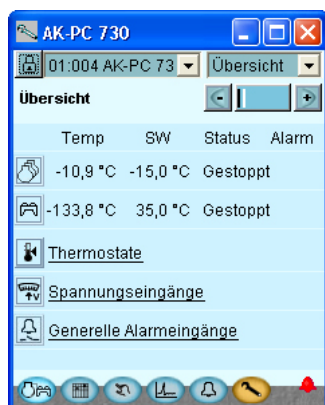 AK-PC 730
01:004 AK-PC 73 Übersicht
Übersicht
Temp SW Status Alarm
-10,9 °C -15,0 °C Gestoppt
-133,8 °C 35,0 °C Gestoppt
Thermostate
Spannungseingänge
Generelle Alarmeingänge